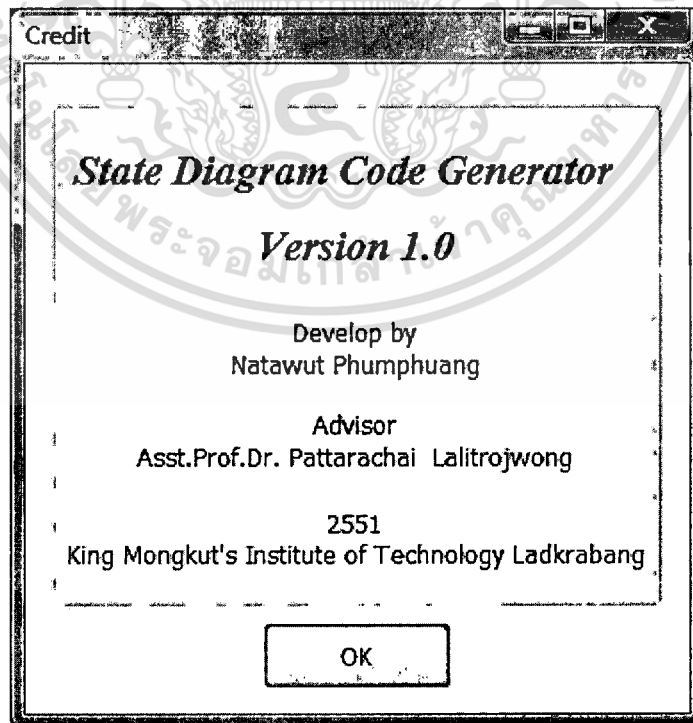 Credit
State Diagram Code Generator
Version 1.0
Develop by
Natawut Phumphuang
Advisor
Asst.Prof.Dr. Pattarachai Lalitrojwong
2551
King Mongkut's Institute of Technology Ladkrabang
OK